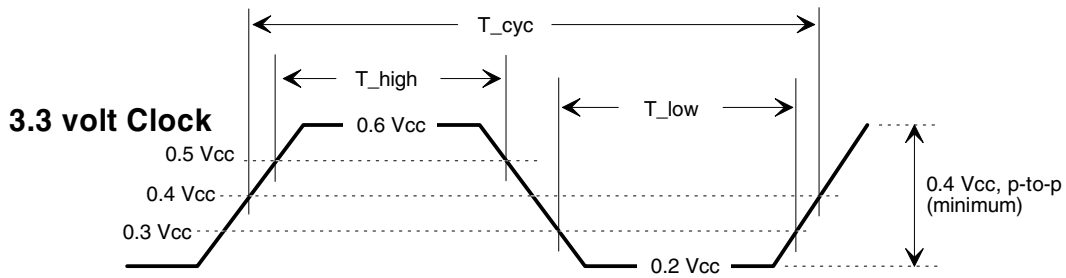 T_cyc
T_high
T_low
3.3 volt Clock
0.6 Vcc
0.5 Vcc
0.4 Vcc
0.4 Vcc, p-to-p
(minimum)
0.3 Vcc
0.2 Vcc